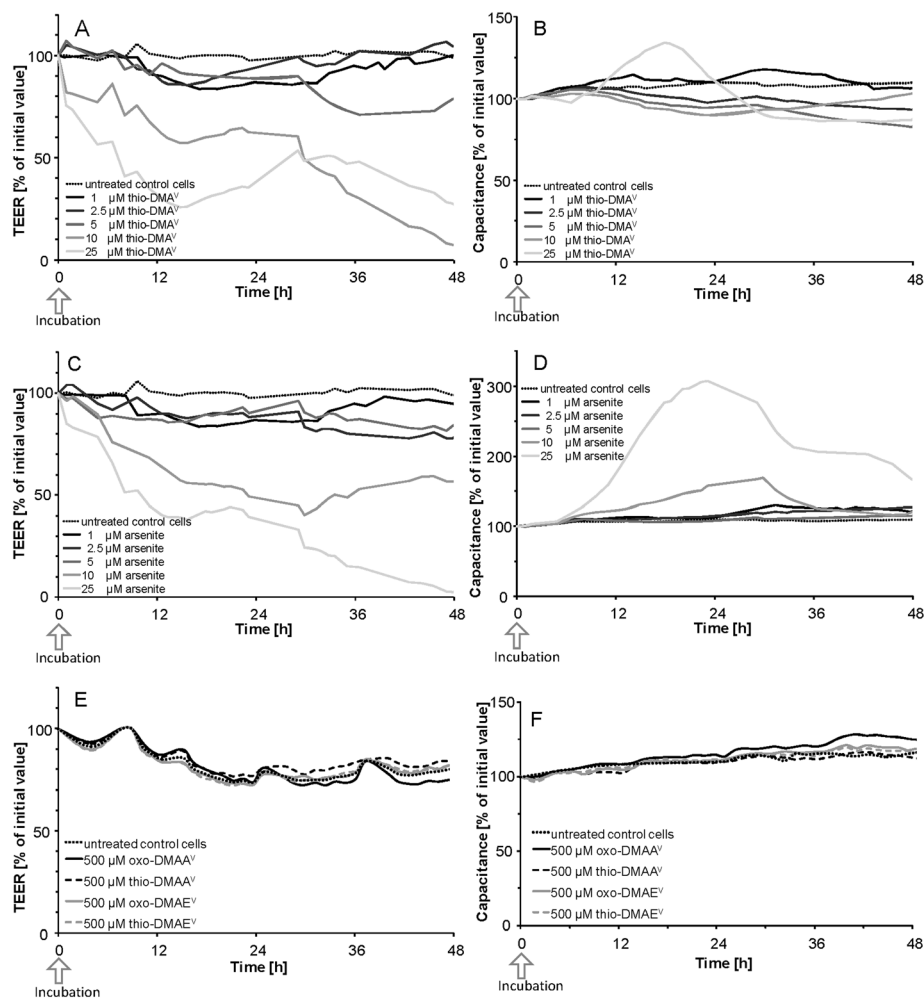 A
TEER [% of initial value]
100
50
0
untreated control cells
1 µM thio-DMAⱽ
2.5 µM thio-DMAⱽ
5 µM thio-DMAⱽ
10 µM thio-DMAⱽ
25 µM thio-DMAⱽ
0 12 24 36 48
Time [h]
Incubation
B
Capacitance [% of initial value]
150
100
50
0
untreated control cells
1 µM thio-DMAⱽ
2.5 µM thio-DMAⱽ
5 µM thio-DMAⱽ
10 µM thio-DMAⱽ
25 µM thio-DMAⱽ
0 12 24 36 48
Time [h]
Incubation
C
TEER [% of initial value]
100
50
0
untreated control cells
1 µM arsenite
2.5 µM arsenite
5 µM arsenite
10 µM arsenite
25 µM arsenite
0 12 24 36 48
Time [h]
Incubation
D
Capacitance [% of initial value]
300
200
100
0
untreated control cells
1 µM arsenite
2.5 µM arsenite
5 µM arsenite
10 µM arsenite
25 µM arsenite
0 12 24 36 48
Time [h]
Incubation
E
TEER [% of initial value]
100
50
0
untreated control cells
500 µM oxo-DMAAⱽ
500 µM thio-DMAAⱽ
500 µM oxo-DMAEⱽ
500 µM thio-DMAEⱽ
0 12 24 36 48
Time [h]
Incubation
F
Capacitance [% of initial value]
150
100
50
0
untreated control cells
500 µM oxo-DMAAⱽ
500 µM thio-DMAAⱽ
500 µM oxo-DMAEⱽ
500 µM thio-DMAEⱽ
0 12 24 36 48
Time [h]
Incubation